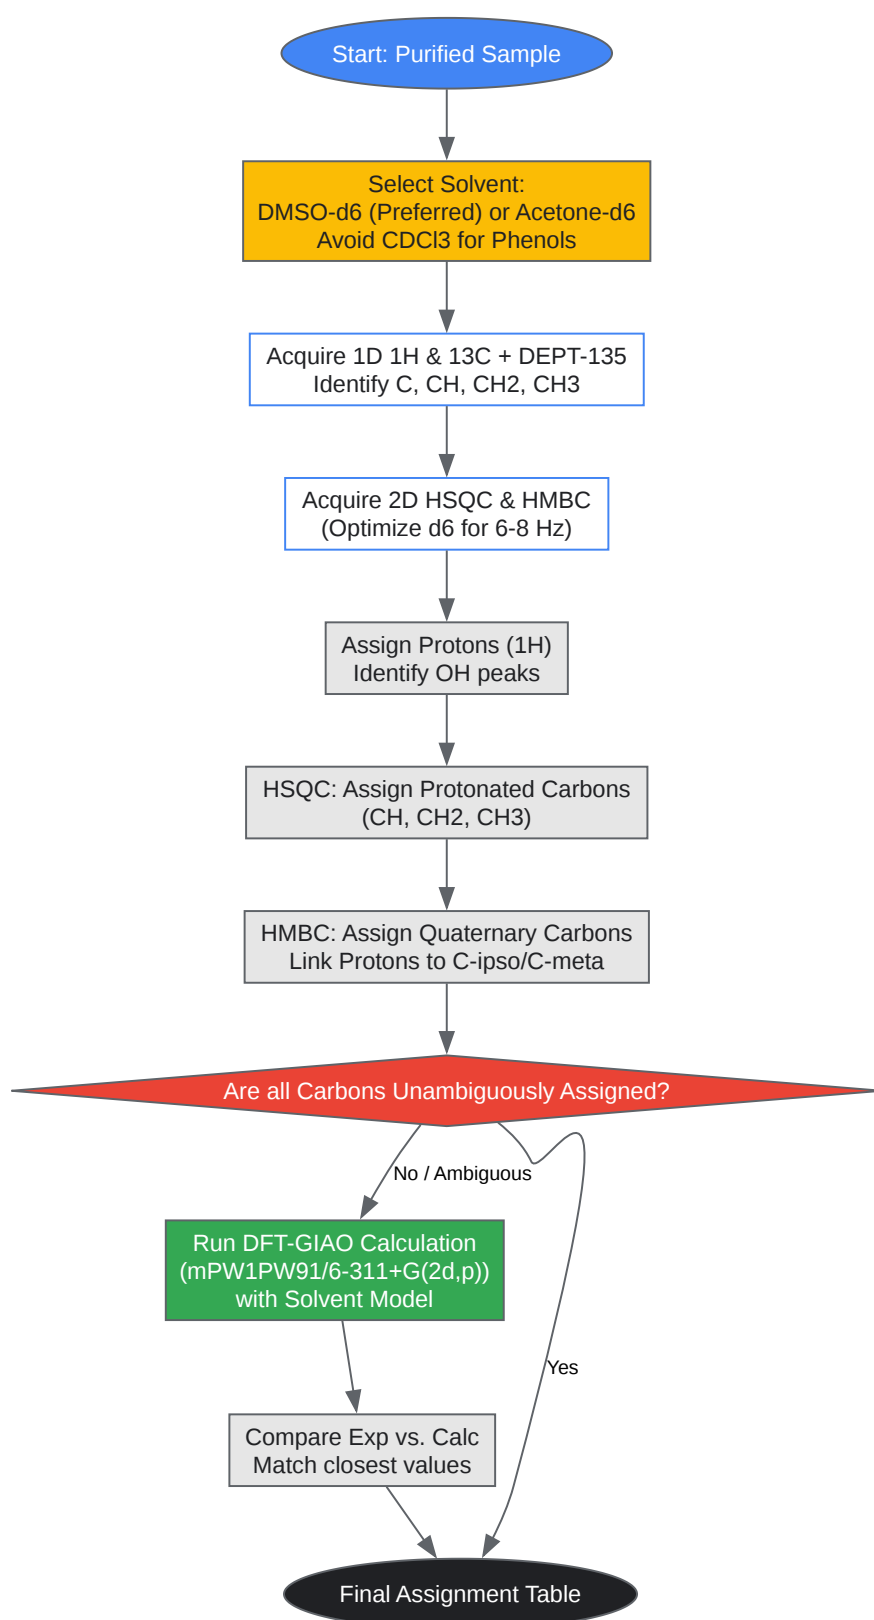 Start: Purified Sample
Select Solvent:
DMSO-d6 (Preferred) or Acetone-d6
Avoid CDCl3 for Phenols
Acquire 1D 1H & 13C + DEPT-135
Identify C, CH, CH2, CH3
Acquire 2D HSQC & HMBC
(Optimize d6 for 6-8 Hz)
Assign Protons (1H)
Identify OH peaks
HSQC: Assign Protonated Carbons
(CH, CH2, CH3)
HMBC: Assign Quaternary Carbons
Link Protons to C-ipso/C-meta
Are all Carbons Unambiguously Assigned?
No / Ambiguous
Run DFT-GIAO Calculation
(mPW1PW91/6-311+G(2d,p))
with Solvent Model
Yes
Compare Exp vs. Calc
Match closest values
Final Assignment Table